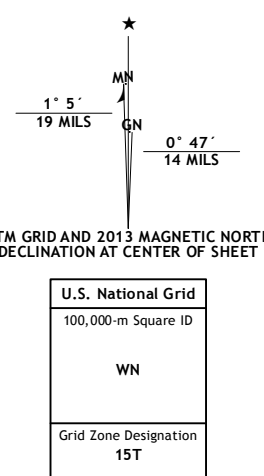 ★
MN
1° 5´
19 MILS
GN
0° 47´
14 MILS
TM GRID AND 2013 MAGNETIC NORTH
DECLINATION AT CENTER OF SHEET
U.S. National Grid
100,000-m Square ID
WN
Grid Zone Designation
15T